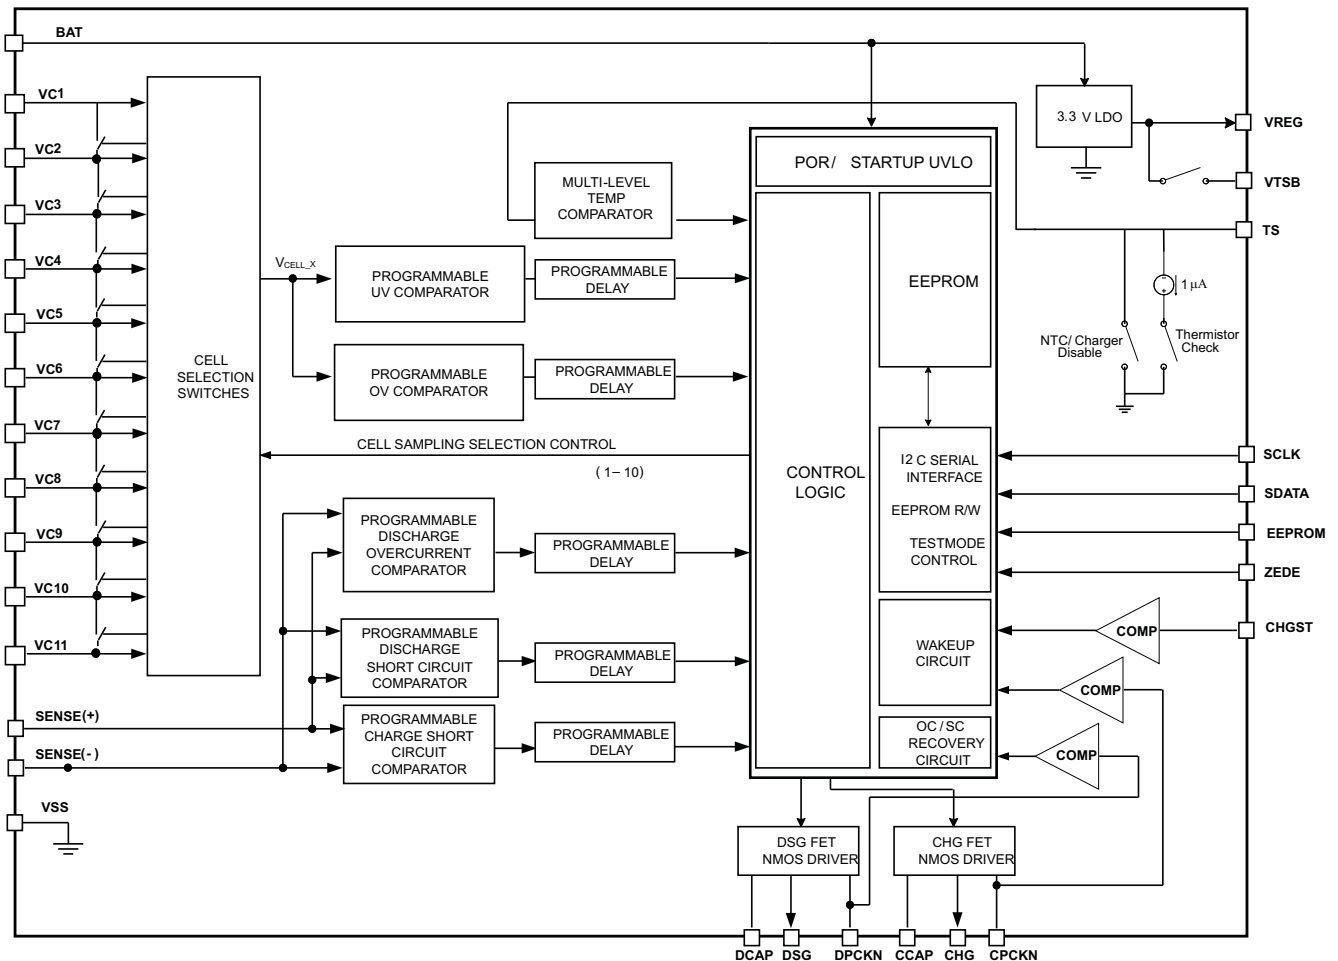 BAT
VC1
VC2
VC3
VC4
VC5
VC6
VC7
VC8
VC9
VC10
VC11
SENSE(+)
SENSE(-)
VSS
CELL
SELECTION
SWITCHES
VCELL_X
MULTI-LEVEL
TEMP
COMPARATOR
PROGRAMMABLE
UV COMPARATOR
PROGRAMMABLE
DELAY
PROGRAMMABLE
OV COMPARATOR
PROGRAMMABLE
DELAY
CELL SAMPLING SELECTION CONTROL
(1–10)
PROGRAMMABLE
DISCHARGE
OVERCURRENT
COMPARATOR
PROGRAMMABLE
DELAY
PROGRAMMABLE
DISCHARGE
SHORT CIRCUIT
COMPARATOR
PROGRAMMABLE
DELAY
PROGRAMMABLE
CHARGE SHORT
CIRCUIT
COMPARATOR
PROGRAMMABLE
DELAY
POR/ STARTUP UVLO
CONTROL
LOGIC
EEPROM
I2C SERIAL
INTERFACE
EEPROM R/W
TESTMODE
CONTROL
WAKEUP
CIRCUIT
OC/SC
RECOVERY
CIRCUIT
3.3 V LDO
NTC/ Charger
Disable
1 µA
Thermistor
Check
COMP
COMP
COMP
VREG
VTSB
TS
SCLK
SDATA
EEPROM
ZEDE
CHGST
DSG FET
NMOS DRIVER
CHG FET
NMOS DRIVER
DCAP
DSG
DPCKN
CCAP
CHG
CPCKN